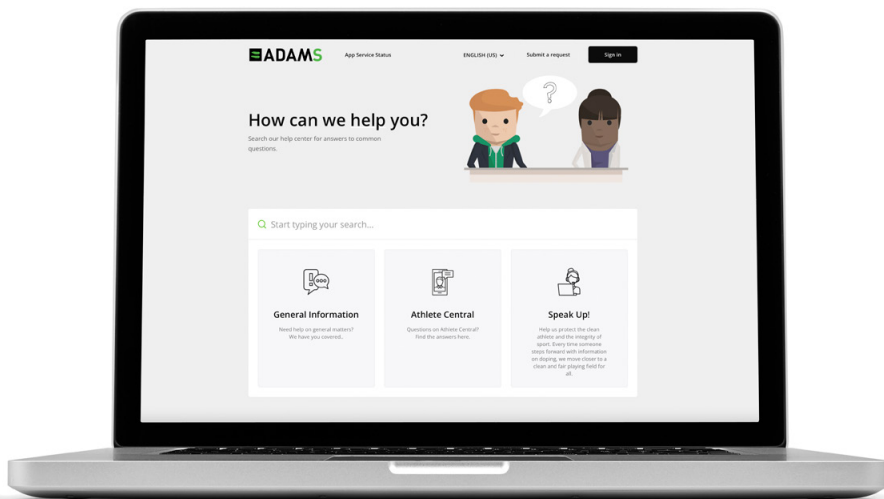 ADAMS
App Service Status
ENGLISH (US)
Submit a request
Sign in
?
How can we help you?
Search our help center for answers to common
questions.
Start typing your search...
General Information
Need help on general matters?
We have you covered..
Athlete Central
Questions on Athlete Central?
Find the answers here.
Speak Up!
Help us protect the clean
athlete and the integrity of
sport. Every time someone
steps forward with information
on doping, we move closer to a
clean and fair playing field for
all.